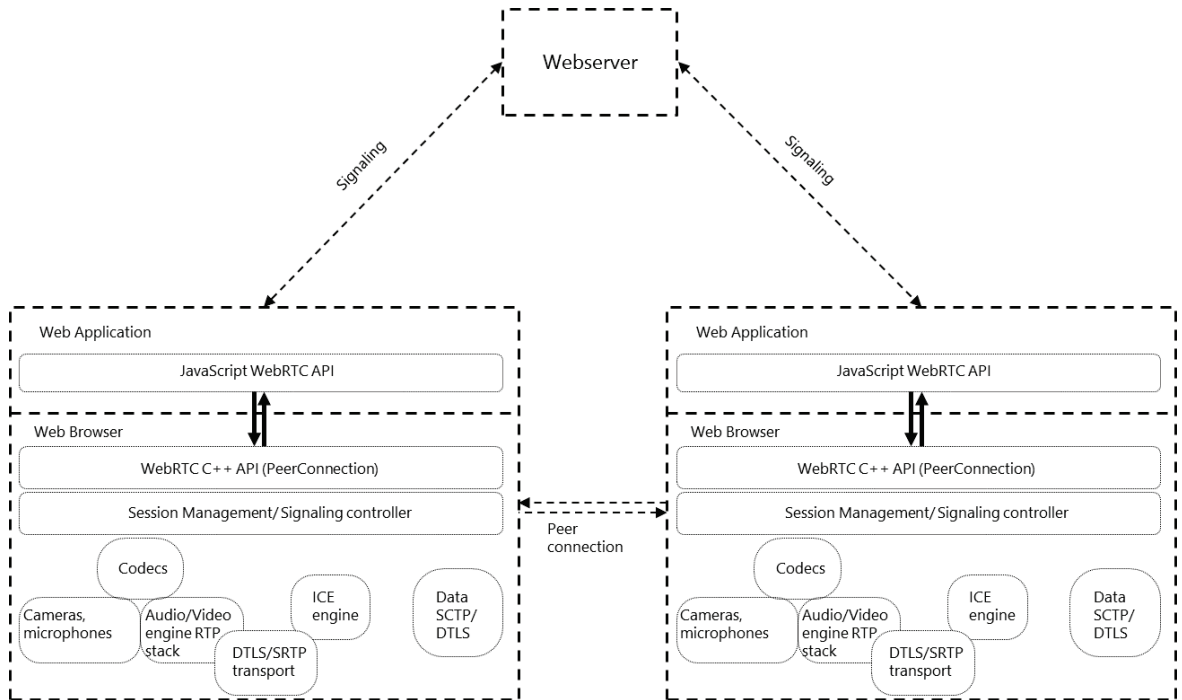 Webserver
Signaling
Signaling
Web Application
JavaScript WebRTC API
Web Browser
WebRTC C++ API (PeerConnection)
Session Management/ Signaling controller
Codecs
Cameras,
microphones
Audio/Video
engine RTP
stack
DTLS/SRTP
transport
ICE
engine
Data
SCTP/
DTLS
Peer
connection
Web Application
JavaScript WebRTC API
Web Browser
WebRTC C++ API (PeerConnection)
Session Management/ Signaling controller
Codecs
Cameras,
microphones
Audio/Video
engine RTP
stack
DTLS/SRTP
transport
ICE
engine
Data
SCTP/
DTLS